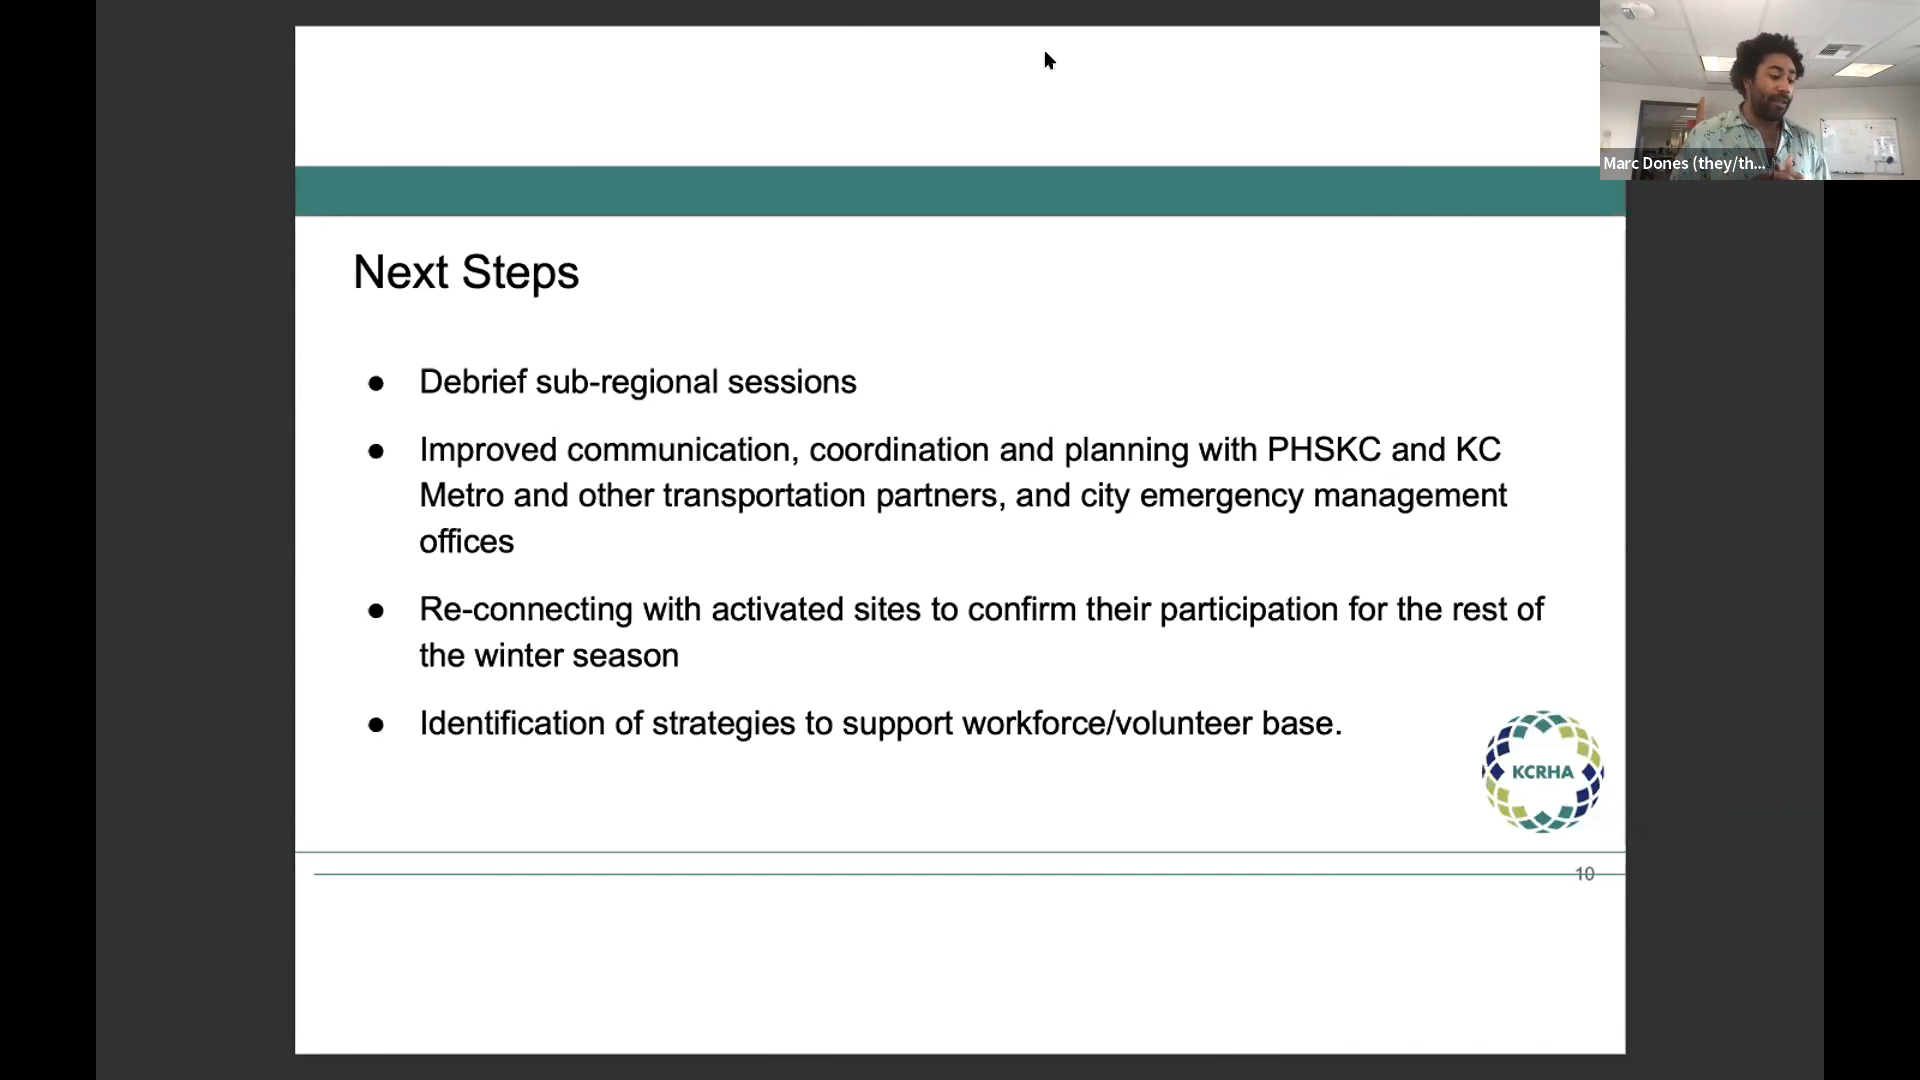 Marc Dones (they/th...
Next Steps
● Debrief sub-regional sessions
● Improved communication, coordination and planning with PHSKC and KC
Metro and other transportation partners, and city emergency management
offices
● Re-connecting with activated sites to confirm their participation for the rest of
the winter season
● Identification of strategies to support workforce/volunteer base.
KCRHA
10